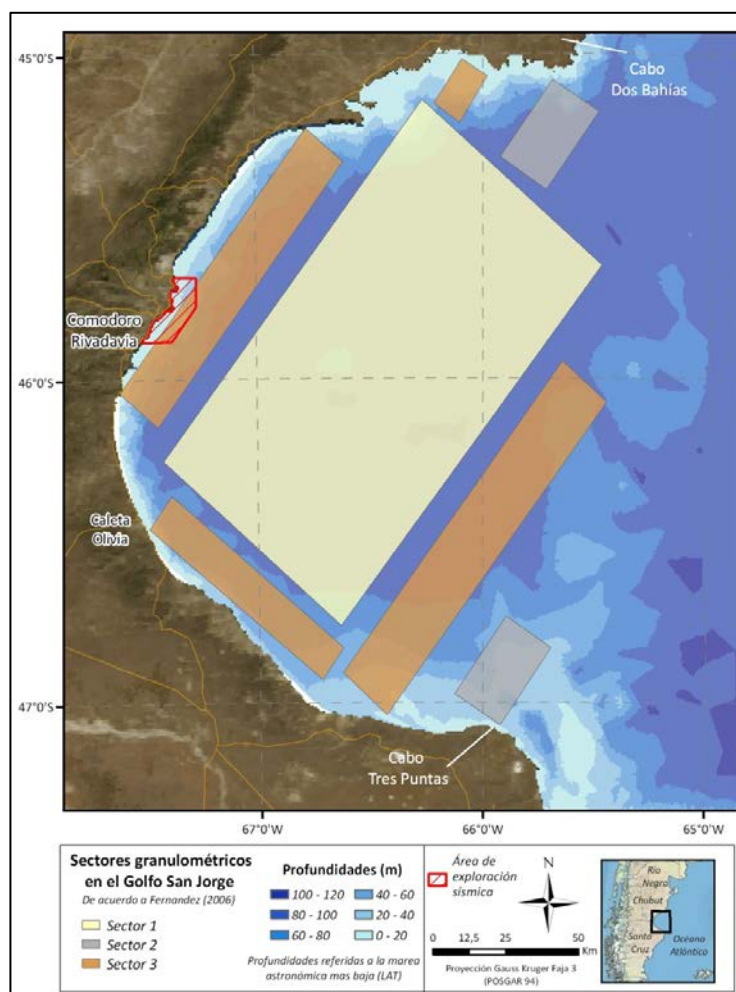 45°0'S
Cabo
Dos Bahías
Comodoro
Rivadavia
46°0'S
Caleta
Olivia
47°0'S
Cabo
Tres Puntas
67°0'W
66°0'W
65°0'W
Sectores granulométricos
en el Golfo San Jorge
De acuerdo a Fernandez (2006)
Sector 1
Sector 2
Sector 3
Profundidades (m)
100 - 120
80 - 100
60 - 80
40 - 60
20 - 40
0 - 20
Profundidades referidas a la marea
astronómica mas baja (LAT)
Área de
exploración
sísmica
N
0 12,5 25 50
Km
Proyección Gauss Kruger Faja 3
(POSGAR 94)
Río
Negro
Chubut
Santa
Cruz
Océano
Atlántico